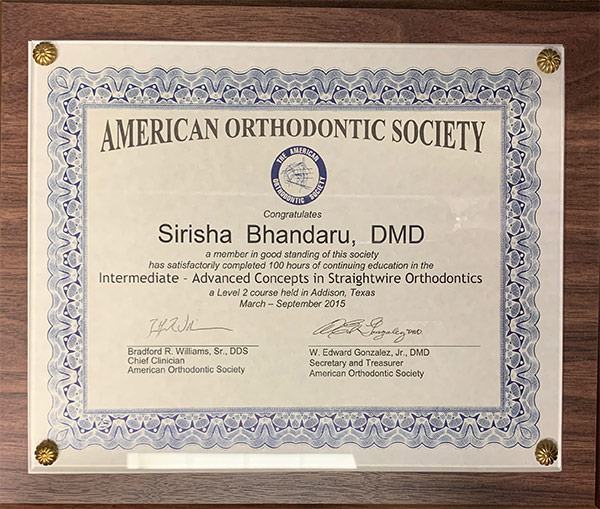 AMERICAN ORTHODONTIC SOCIETY
THE AMERICAN
ORTHODONTIC SOCIETY
Congratulates
Sirisha Bhandaru, DMD
a member in good standing of this society
has satisfactorily completed 100 hours of continuing education in the
Intermediate - Advanced Concepts in Straightwire Orthodontics
a Level 2 course held in Addison, Texas
March – September 2015
Bradford R. Williams, Sr., DDS
Chief Clinician
American Orthodontic Society
W. Edward Gonzalez, Jr., DMD
Secretary and Treasurer
American Orthodontic Society